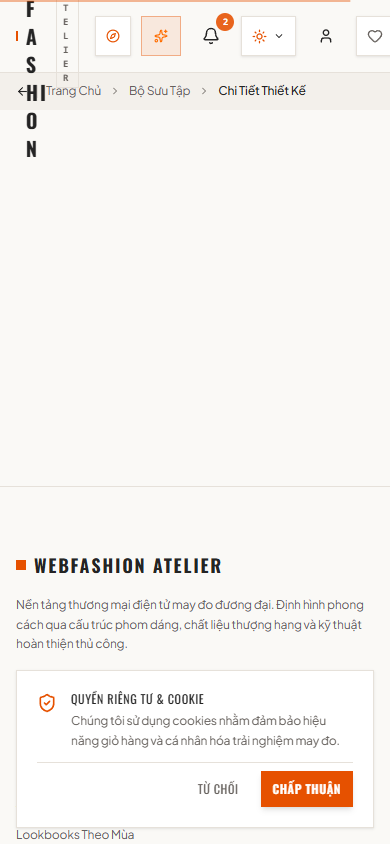 F
A
S
HI
O
N
T
E
L
I
E
R
2
Trang Chủ > Bộ Sưu Tập > Chi Tiết Thiết Kế
WEBFASHION ATELIER
Nền tảng thương mại điện tử may đo đương đại. Định hình phong
cách qua cấu trúc phom dáng, chất liệu thượng hạng và kỹ thuật
hoàn thiện thủ công.
QUYỀN RIÊNG TƯ & COOKIE
Chúng tôi sử dụng cookies nhằm đảm bảo hiệu
năng giỏ hàng và cá nhân hóa trải nghiệm may đo.
TỪ CHỐI
CHẤP THUẬN
Lookbooks Theo Mùa